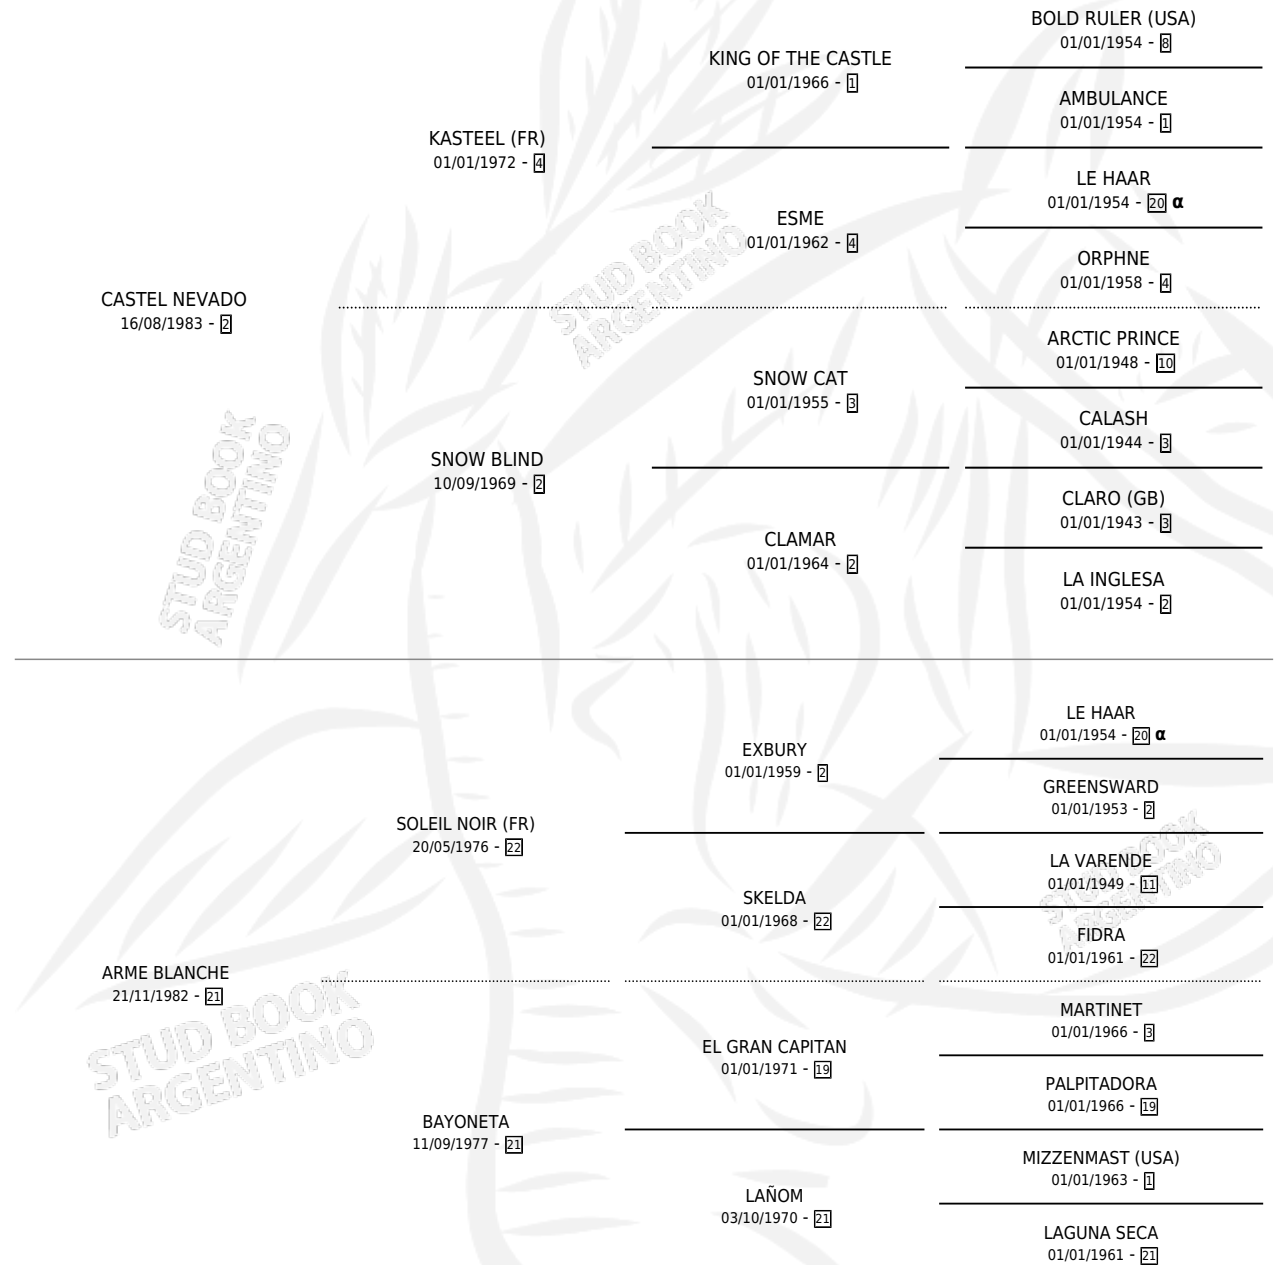 BOLD RULER (USA)
01/01/1954 - 8
KING OF THE CASTLE
01/01/1966 - 1
AMBULANCE
01/01/1954 - 1
KASTEEL (FR)
01/01/1972 - 4
LE HAAR
01/01/1954 - 20 α
ESME
01/01/1962 - 4
ORPHNE
01/01/1958 - 4
CASTEL NEVADO
16/08/1983 - 2
ARCTIC PRINCE
01/01/1948 - 10
SNOW CAT
01/01/1955 - 3
CALASH
01/01/1944 - 3
SNOW BLIND
10/09/1969 - 2
CLARO (GB)
01/01/1943 - 3
CLAMAR
01/01/1964 - 2
LA INGLESA
01/01/1954 - 2
STUD BOOK
ARGENTINO
STUD BOOK
ARGENTINO
LE HAAR
01/01/1954 - 20 α
EXBURY
01/01/1959 - 2
GREENSWARD
01/01/1953 - 2
SOLEIL NOIR (FR)
20/05/1976 - 22
LA VARENDE
01/01/1949 - 11
SKELDA
01/01/1968 - 22
FIDRA
01/01/1961 - 22
ARME BLANCHE
21/11/1982 - 21
MARTINET
01/01/1966 - 3
EL GRAN CAPITAN
01/01/1971 - 19
PALPITADORA
01/01/1966 - 19
BAYONETA
11/09/1977 - 21
MIZZENMAST (USA)
01/01/1963 - 1
LAÑOM
03/10/1970 - 21
LAGUNA SECA
01/01/1961 - 21
STUD BOOK
ARGENTINO
STUD BOOK
ARGENTINO